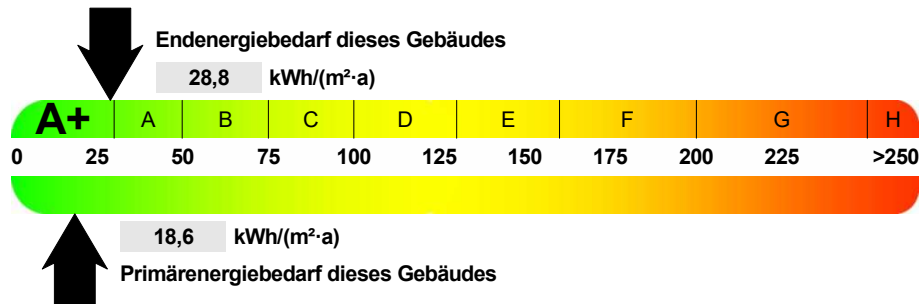 Endenergiebedarf dieses Gebäudes
28,8 kWh/(m²·a)
A+ A B C D E F G H
0 25 50 75 100 125 150 175 200 225 >250
18,6 kWh/(m²·a)
Primärenergiebedarf dieses Gebäudes